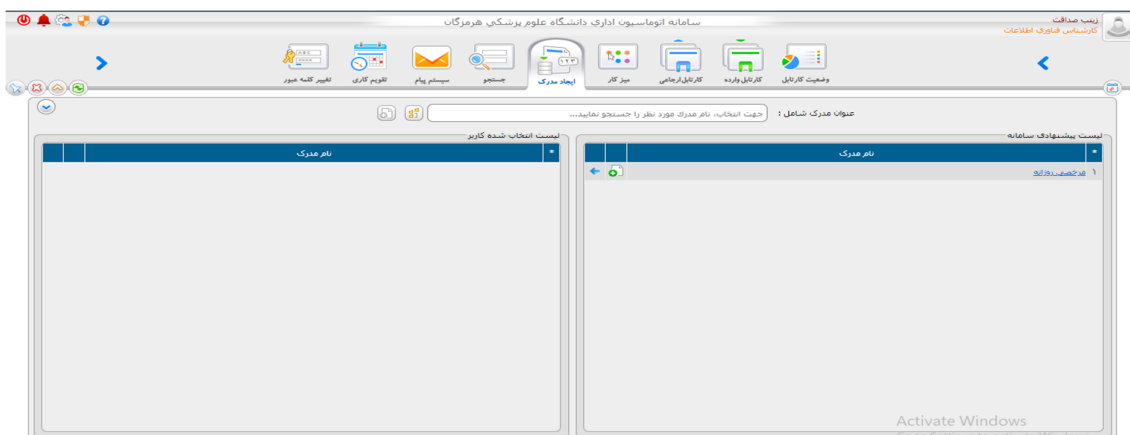 سامانه اتوماسیون اداري دانشگاه علوم پزشكي هرمزگان
زینب صداقت
کارشناس فناوری اطلاعات
وضعیت کارتابل
کارتابل وارده
کارتابل ارجاعی
میز کار
ایجاد مدرک
جستجو
سیستم پیام
تقویم کاری
تغییر کلمه عبور
عنوان مدرک شامل :
جهت انتخاب، نام مدرک مورد نظر را جستجو نمایید...
لیست پیشنهادی سامانه
* نام مدرک
۱ مرخصی روزانه
لیست انتخاب شده کاربر
* نام مدرک
Activate Windows